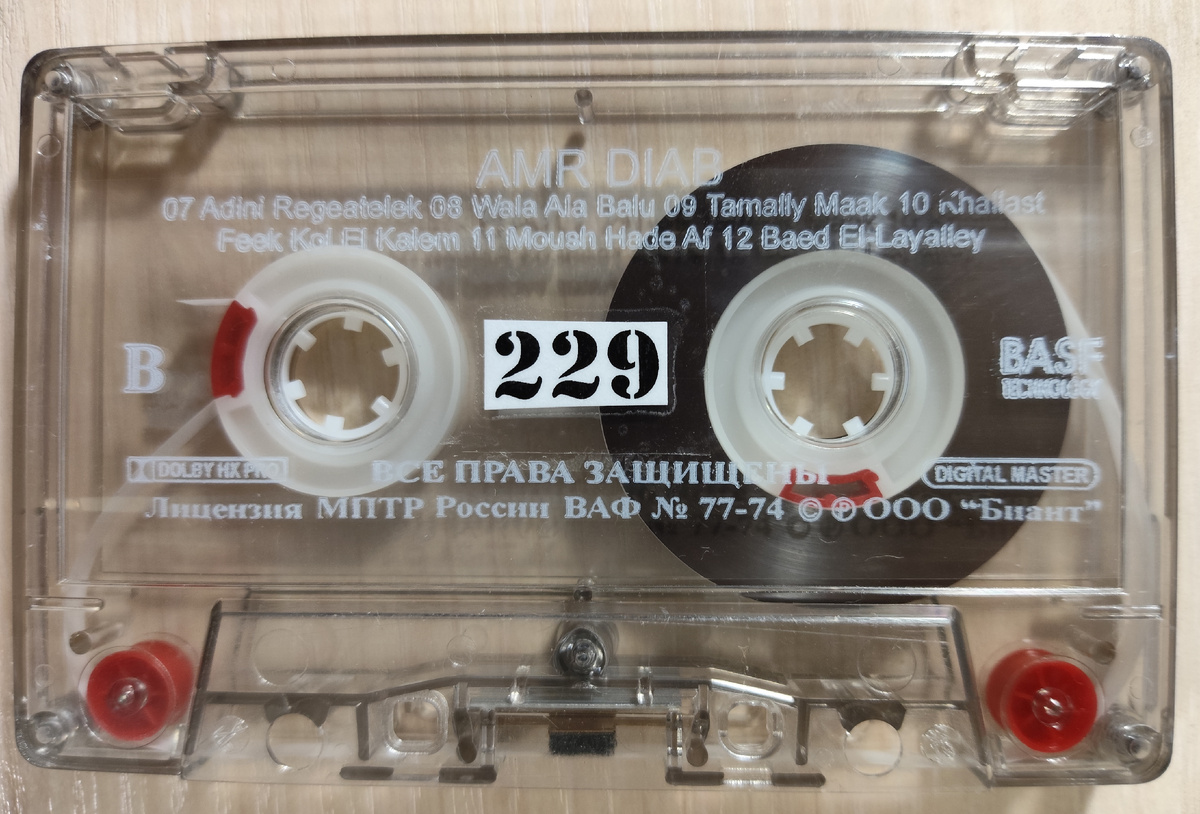 AMR DIAB
07 Adini Regeatelek 08 Wala Ala Balu 09 Tamally Maak 10 Khallast
Feek Kol El Kalem 11 Moush Hade Af 12 Baed El-Layalley
B
229
BASF
TECHNOLOGY
DOLBY HX PRO
ВСЕ ПРАВА ЗАЩИЩЕНЫ
DIGITAL MASTER
Лицензия МПТР России ВАФ № 77-74 © ℗ ООО “Биант”